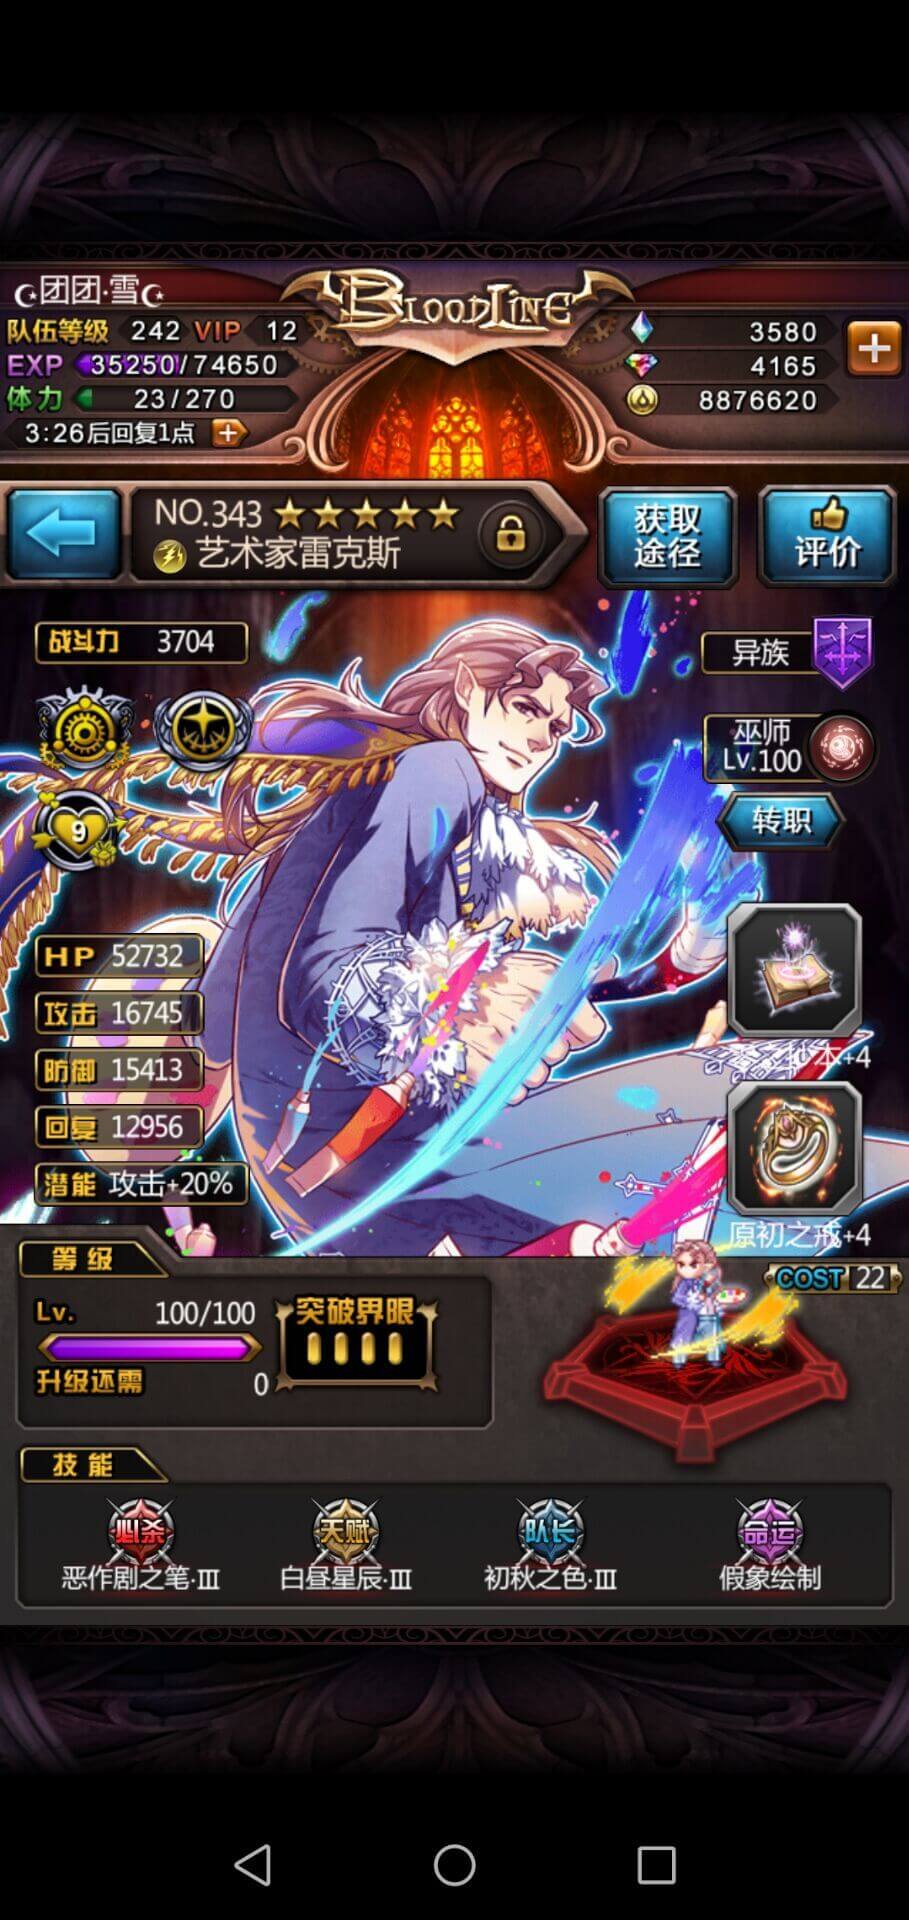 团团·雪
BLOODLINE
队伍等级 242 VIP 12
3580
EXP 35250/74650
4165
体力 23/270
8876620
3:26后回复1点
NO.343
艺术家雷克斯
获取
途径
评价
战斗力 3704
异族
巫师
Lv.100
转职
9
HP 52732
攻击 16745
防御 15413
回复 12956
潜能 攻击+20%
本+4
原初之戒+4
COST 22
等级
Lv. 100/100
突破界限
升级还需 0
技能
必杀 天赋 队长 命运
恶作剧之笔·III 白昼星辰·III 初秋之色·III 假象绘制